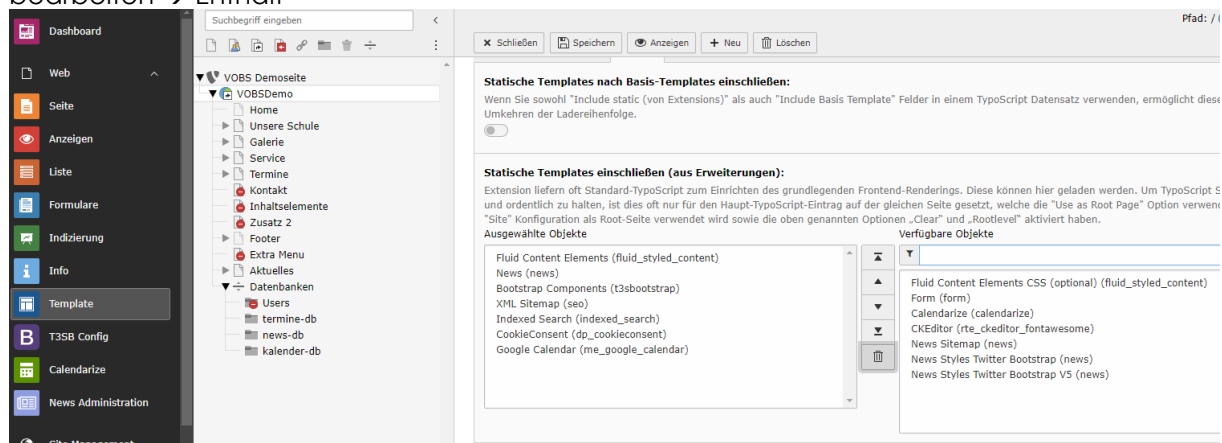 bearbeiten → Enthält
Suchbegriff eingeben
Pfad: /
Dashboard
Schließen Speichern Anzeigen Neu Löschen
Web
Seite
Anzeigen
Liste
Formulare
Indizierung
Info
Template
T3SB Config
Calendarize
News Administration
Site Management
VOBS Demoseite
VOBSDemo
Home
Unsere Schule
Galerie
Service
Termine
Kontakt
Inhaltselemente
Zusatz 2
Footer
Extra Menu
Aktuelles
Datenbanken
Users
termine-db
news-db
kalender-db
Statische Templates nach Basis-Templates einschließen:
Wenn Sie sowohl "Include static (von Extensions)" als auch "Include Basis Template" Felder in einem TypoScript Datensatz verwenden, ermöglicht diese
Umkehren der Ladereihenfolge.
Statische Templates einschließen (aus Erweiterungen):
Extension liefern oft Standard-TypoScript zum Einrichten des grundlegenden Frontend-Renderings. Diese können hier geladen werden. Um TypoScript S
und ordentlich zu halten, ist dies oft nur für den Haupt-TypoScript-Eintrag auf der gleichen Seite gesetzt, welche die "Use as Root Page" Option verwend
"Site" Konfiguration als Root-Seite verwendet wird sowie die oben genannten Optionen „Clear" und „Rootlevel" aktiviert haben.
Ausgewählte Objekte
Fluid Content Elements (fluid_styled_content)
News (news)
Bootstrap Components (t3sbootstrap)
XML Sitemap (seo)
Indexed Search (indexed_search)
CookieConsent (dp_cookieconsent)
Google Calendar (me_google_calendar)
Verfügbare Objekte
Fluid Content Elements CSS (optional) (fluid_styled_content)
Form (form)
Calendarize (calendarize)
CKEditor (rte_ckeditor_fontawesome)
News Sitemap (news)
News Styles Twitter Bootstrap (news)
News Styles Twitter Bootstrap V5 (news)